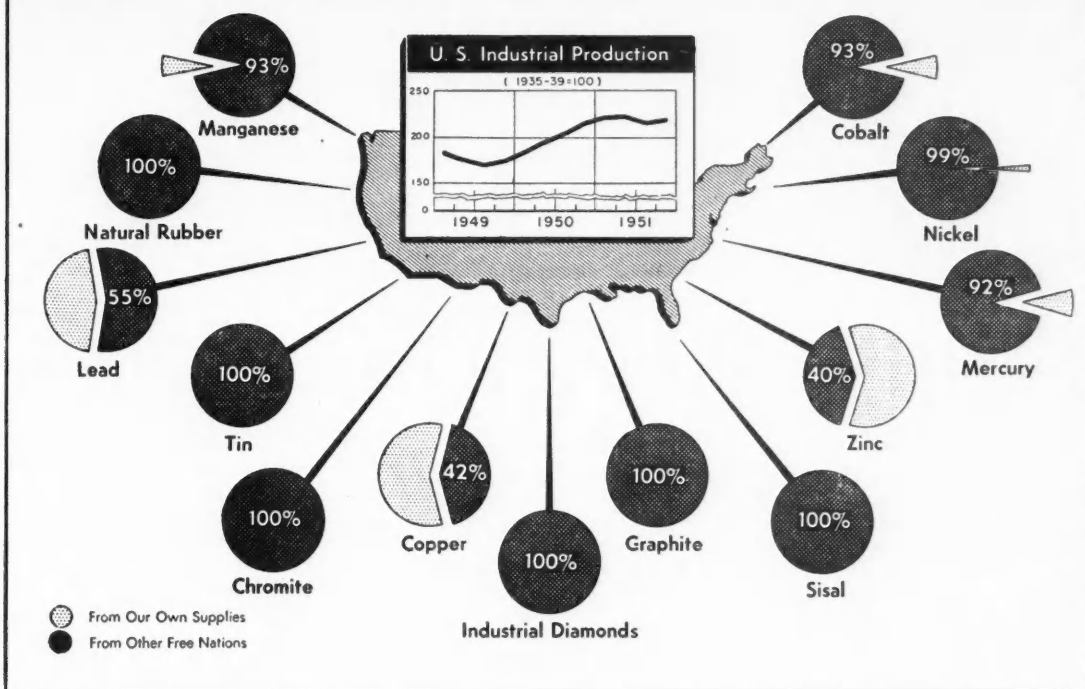 U. S. Industrial Production
( 1935-39=100 )
250
200
150
0
1949 1950 1951
93%
Manganese
93%
Cobalt
100%
Natural Rubber
99%
Nickel
55%
Lead
92%
Mercury
100%
Tin
40%
Zinc
100%
Chromite
42%
Copper
100%
Industrial Diamonds
100%
Graphite
100%
Sisal
From Our Own Supplies
From Other Free Nations